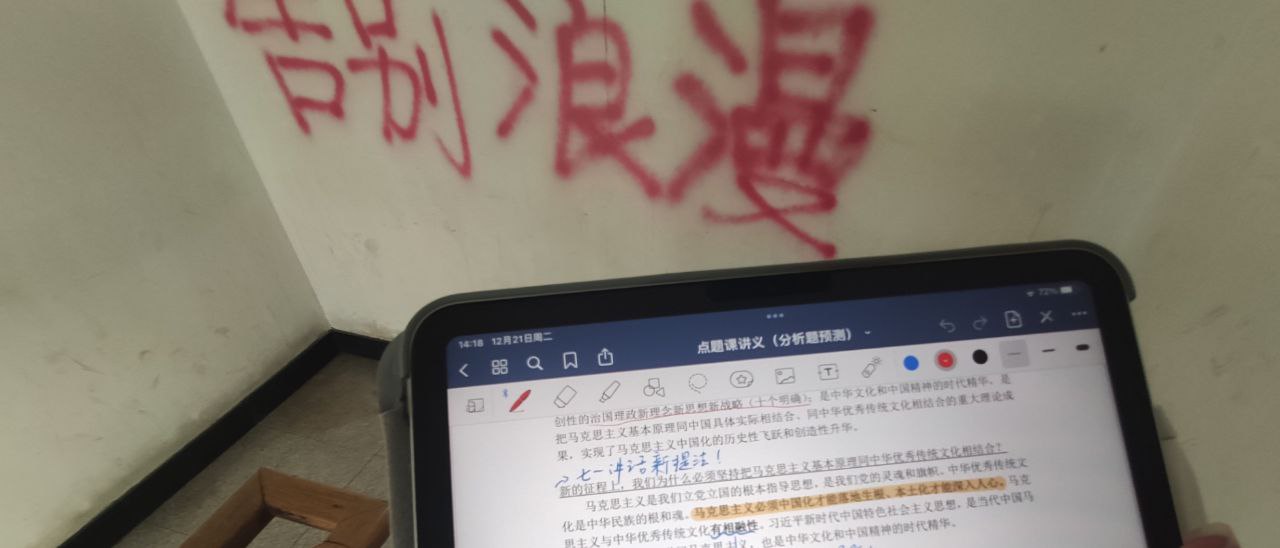 告别浪漫
14:18 12月21日周二
72%
点题课讲义（分析题预测）
T
创性的治国理政新理念新思想新战略（十个明确）；是中华文化和中国精神的时代精华，是
把马克思主义基本原理同中国具体实际相结合、同中华优秀传统文化相结合的重大理论成
果，实现了马克思主义中国化的历史性飞跃和创造性升华。
七一讲话新提法！
新的征程上，我们为什么必须坚持把马克思主义基本原理同中华优秀传统文化相结合？
马克思主义是我们立党立国的根本指导思想，是我们党的灵魂和旗帜。中华优秀传统文
化是中华民族的根和魂。马克思主义必须中国化才能落地生根、本土化才能深入人心。马克
思主义与中华优秀传统文化有相融性。习近平新时代中国特色社会主义思想，是当代中国马
克思主义，也是中华文化和中国精神的时代精华。